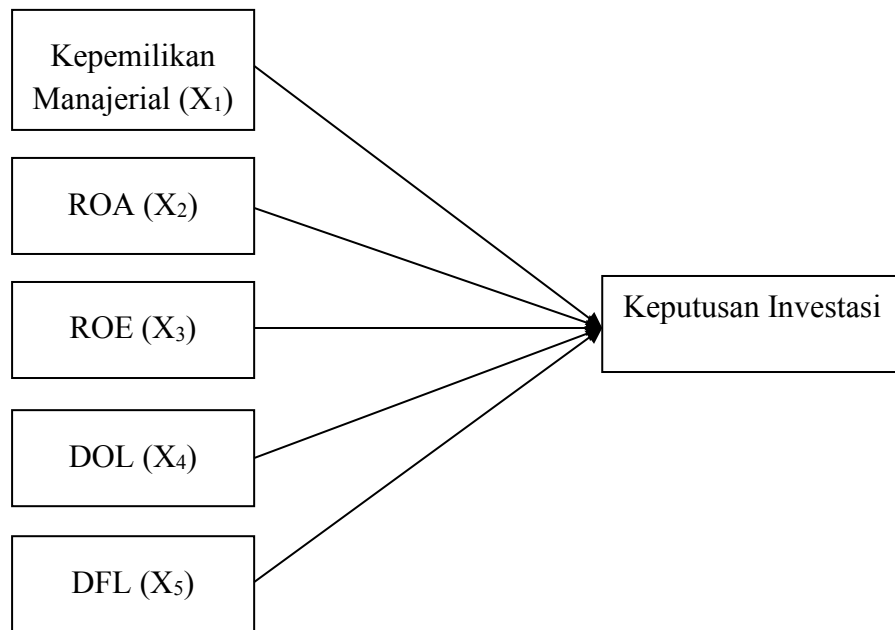 Kepemilikan
Manajerial (X₁)
ROA (X₂)
ROE (X₃)
DOL (X₄)
DFL (X₅)
Keputusan Investasi